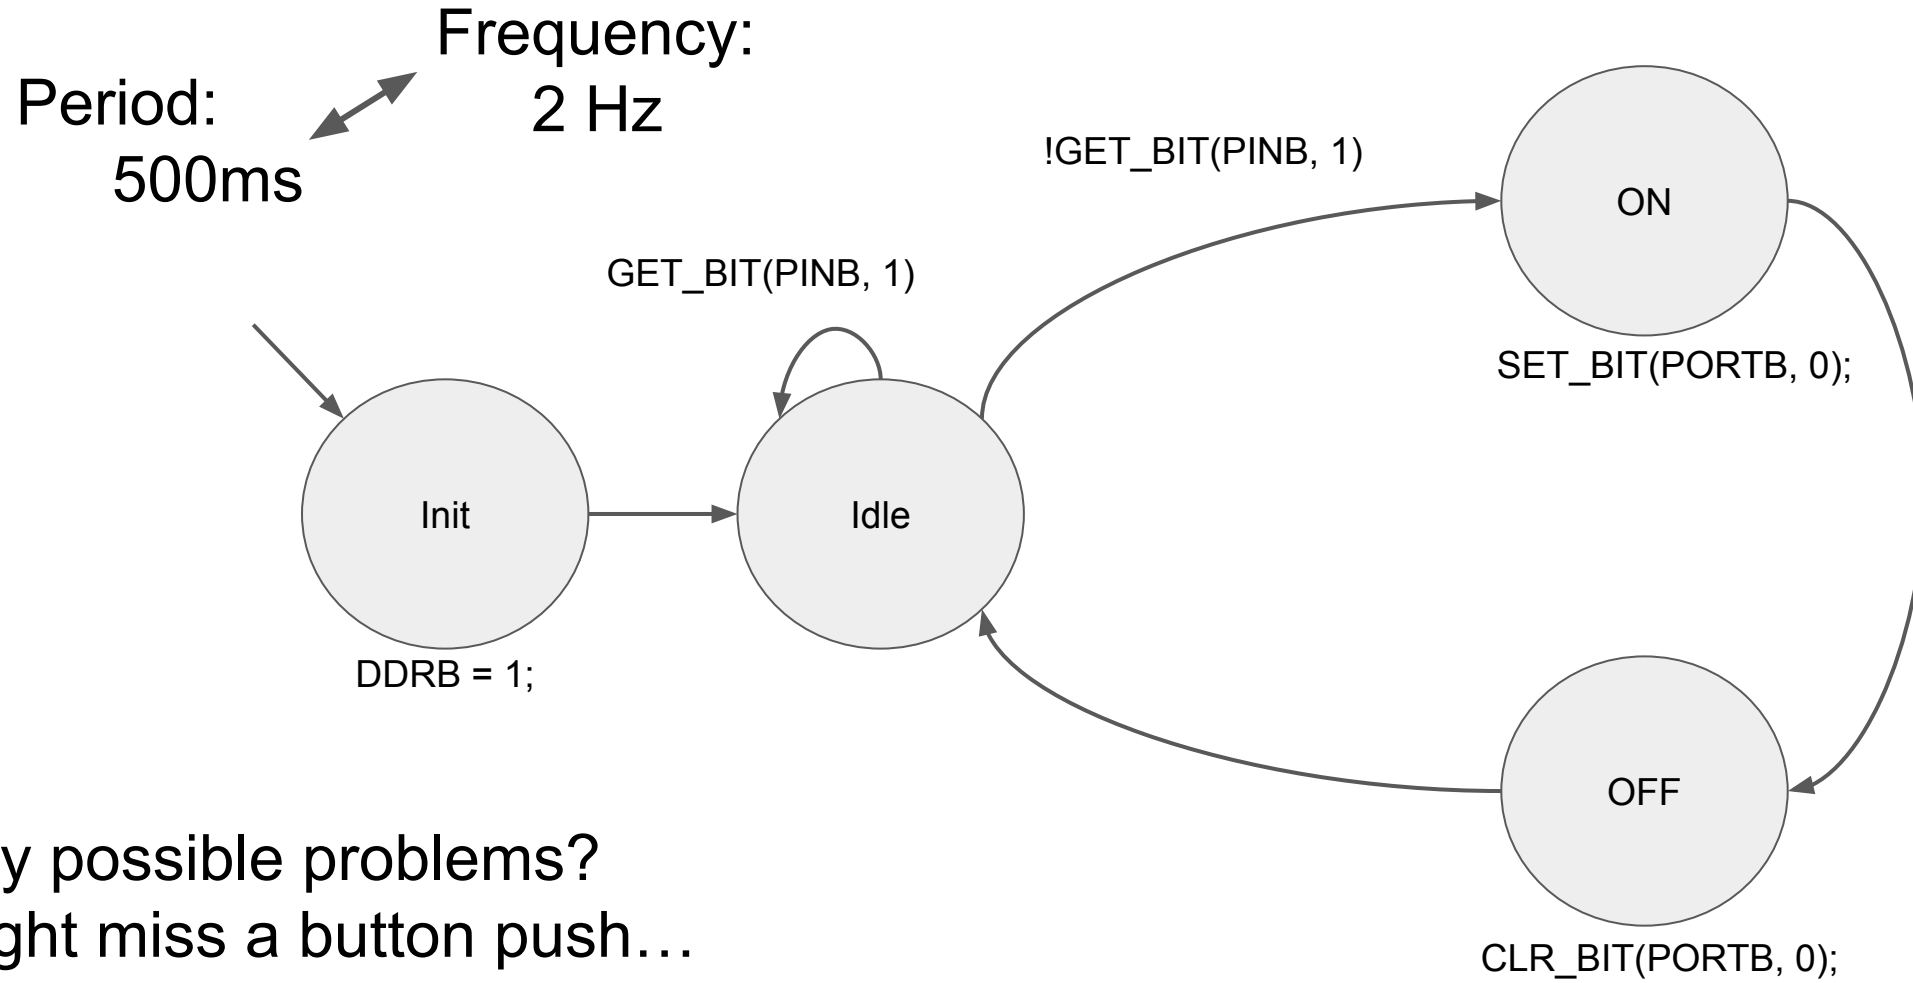 Frequency:
2 Hz
Period:
500ms
!GET_BIT(PINB, 1)
ON
GET_BIT(PINB, 1)
SET_BIT(PORTB, 0);
Init
Idle
DDRB = 1;
OFF
y possible problems?
ght miss a button push…
CLR_BIT(PORTB, 0);